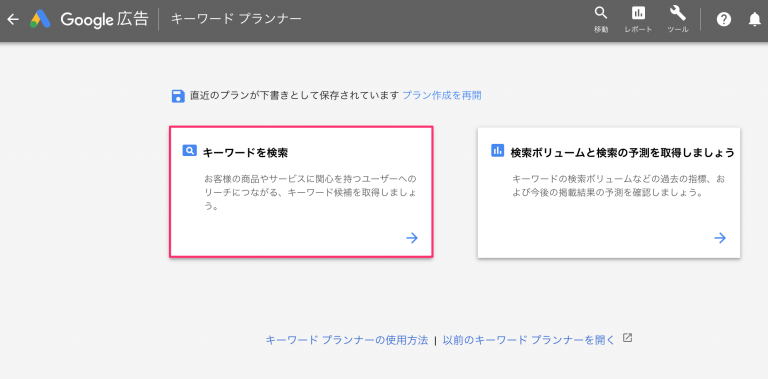 Google 広告 キーワード プランナー
移動 レポート ツール
直近のプランが下書きとして保存されています プラン作成を再開
キーワードを検索
お客様の商品やサービスに関心を持つユーザーへの
リーチにつながる、キーワード候補を取得しましょ
う。
検索ボリュームと検索の予測を取得しましょう
キーワードの検索ボリュームなどの過去の指標、お
よび今後の掲載結果の予測を確認しましょう。
キーワード プランナーの使用方法 | 以前のキーワード プランナーを開く